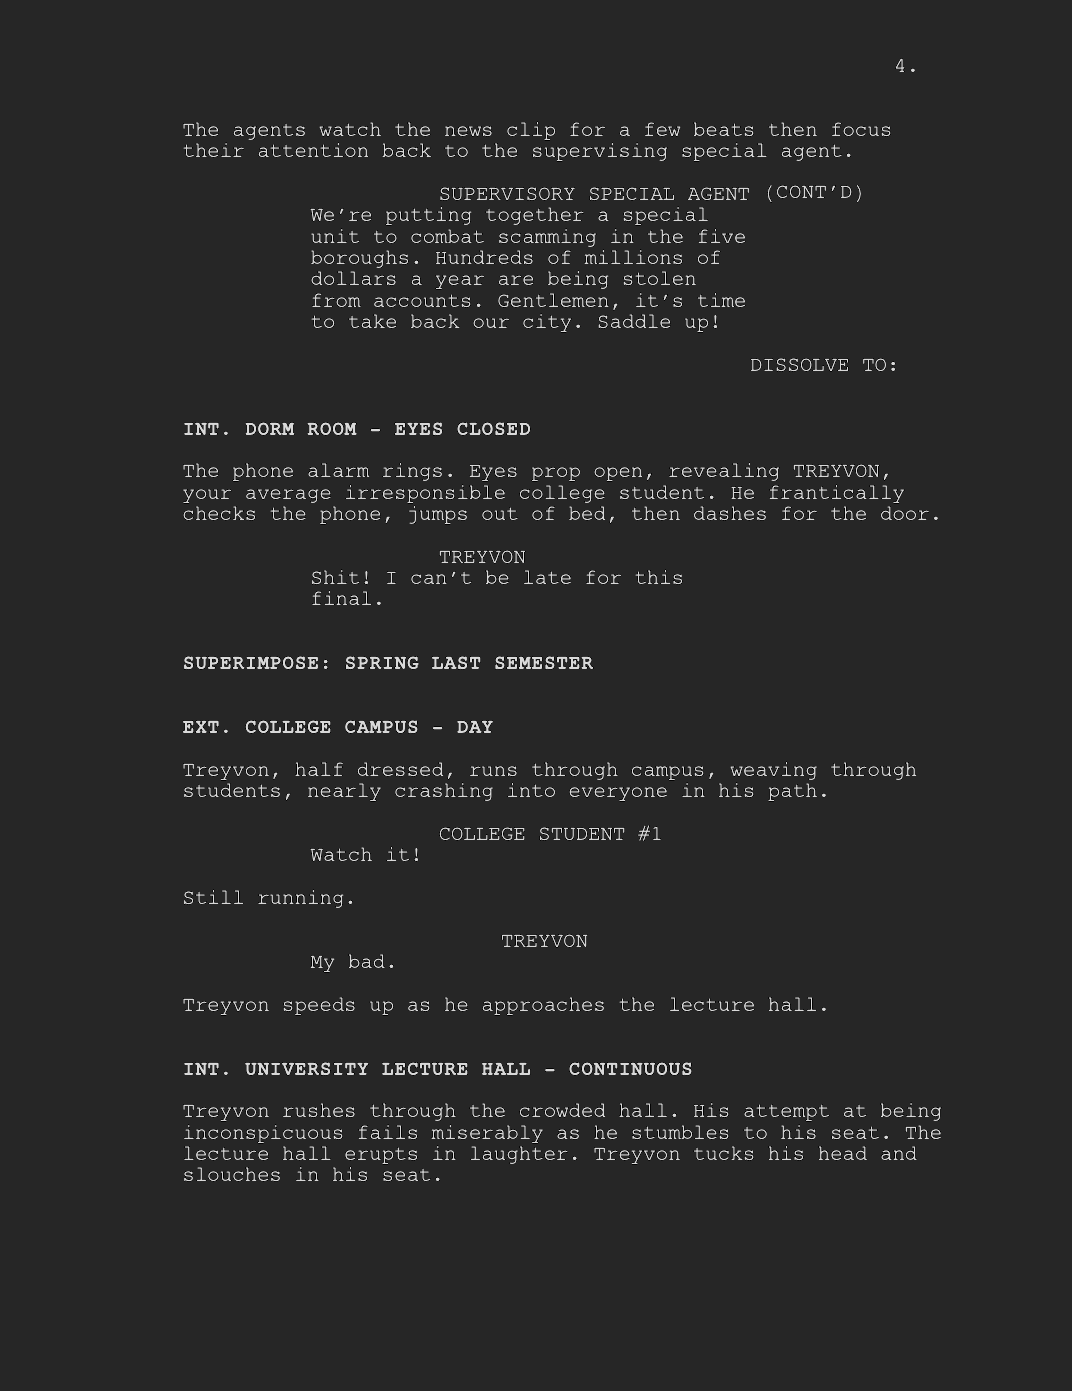 4.
The agents watch the news clip for a few beats then focus
their attention back to the supervising special agent.
SUPERVISORY SPECIAL AGENT (CONT’D)
We’re putting together a special
unit to combat scamming in the five
boroughs. Hundreds of millions of
dollars a year are being stolen
from accounts. Gentlemen, it’s time
to take back our city. Saddle up!
DISSOLVE TO:
INT. DORM ROOM – EYES CLOSED
The phone alarm rings. Eyes prop open, revealing TREYVON,
your average irresponsible college student. He frantically
checks the phone, jumps out of bed, then dashes for the door.
TREYVON
Shit! I can’t be late for this
final.
SUPERIMPOSE: SPRING LAST SEMESTER
EXT. COLLEGE CAMPUS – DAY
Treyvon, half dressed, runs through campus, weaving through
students, nearly crashing into everyone in his path.
COLLEGE STUDENT #1
Watch it!
Still running.
TREYVON
My bad.
Treyvon speeds up as he approaches the lecture hall.
INT. UNIVERSITY LECTURE HALL – CONTINUOUS
Treyvon rushes through the crowded hall. His attempt at being
inconspicuous fails miserably as he stumbles to his seat. The
lecture hall erupts in laughter. Treyvon tucks his head and
slouches in his seat.